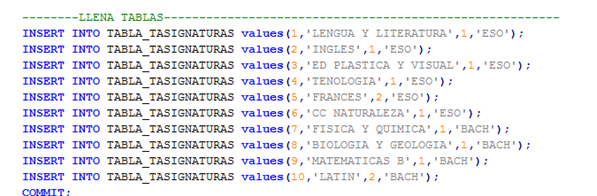 --------LLENA TABLAS--------------------------------------------------------
INSERT INTO TABLA_TASIGNATURAS values(1,'LENGUA Y LITERATURA',1,'ESO');
INSERT INTO TABLA_TASIGNATURAS values(2,'INGLES',1,'ESO');
INSERT INTO TABLA_TASIGNATURAS values(3,'ED PLASTICA Y VISUAL',1,'ESO');
INSERT INTO TABLA_TASIGNATURAS values(4,'TENOLOGIA',1,'ESO');
INSERT INTO TABLA_TASIGNATURAS values(5,'FRANCES',2,'ESO');
INSERT INTO TABLA_TASIGNATURAS values(6,'CC NATURALEZA',1,'ESO');
INSERT INTO TABLA_TASIGNATURAS values(7,'FISICA Y QUIMICA',1,'BACH');
INSERT INTO TABLA_TASIGNATURAS values(8,'BIOLOGIA Y GEOLOGIA',1,'BACH');
INSERT INTO TABLA_TASIGNATURAS values(9,'MATEMATICAS B',1,'BACH');
INSERT INTO TABLA_TASIGNATURAS values(10,'LATIN',2,'BACH');
COMMIT;